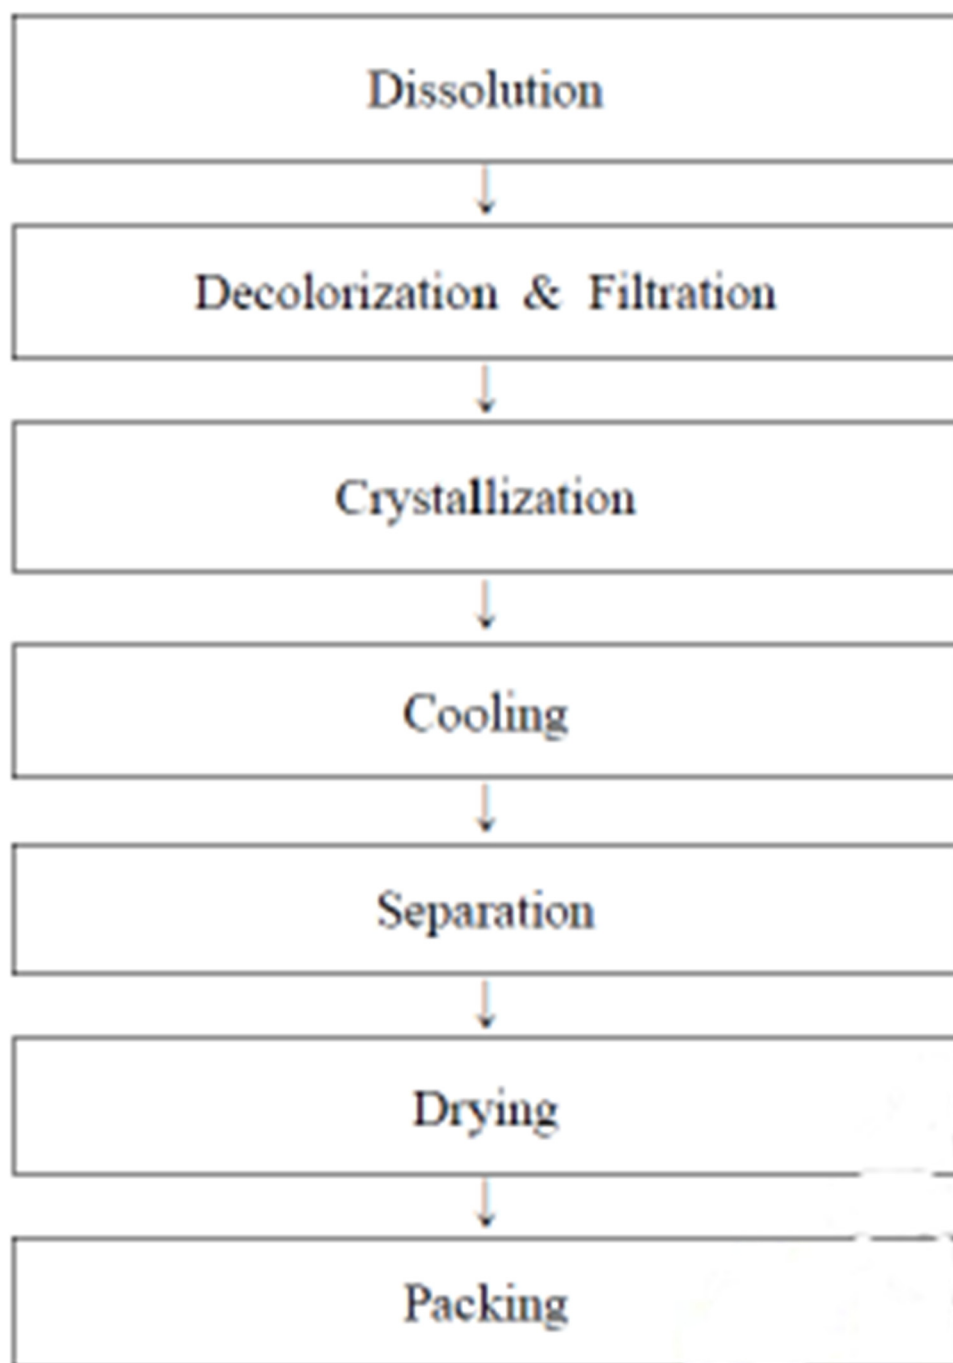 Dissolution
Decolorization & Filtration
Crystallization
Cooling
Separation
Drying
Packing